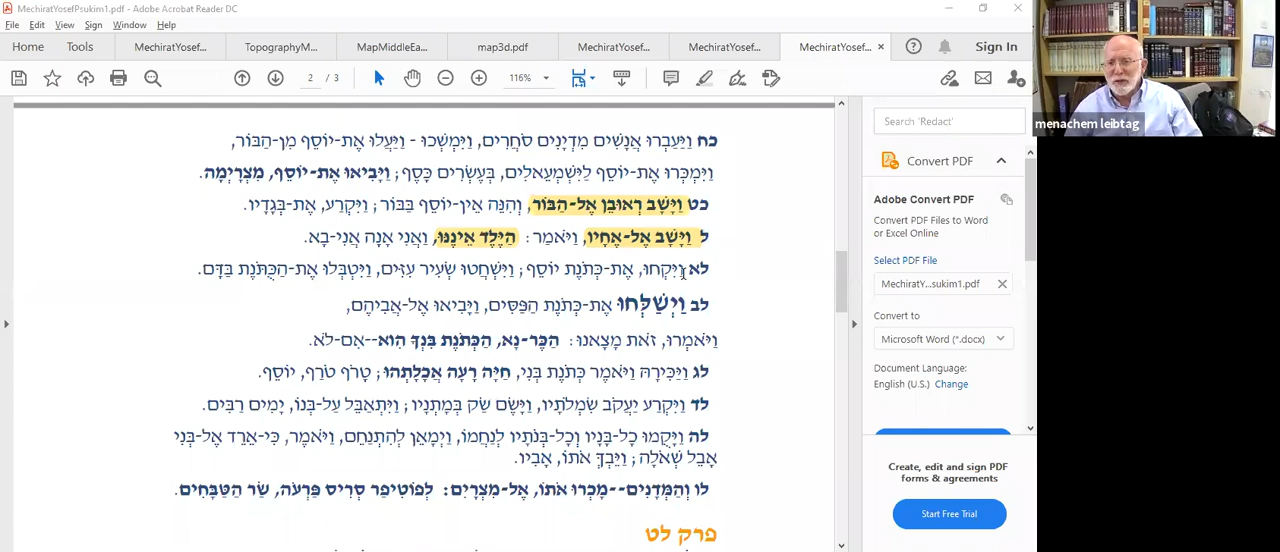 MechiratYosefPsukim1.pdf - Adobe Acrobat Reader DC
File Edit View Sign Window Help
Home Tools MechiratYosef... TopographyM... MapMiddleEa... map3d.pdf MechiratYosef... MechiratYosef... MechiratYosef... × Sign In
2 / 3 116%
menachem leibtag
כח וַיַּעַבְרוּ אֲנָשִׁים מִדְיָנִים סֹחֲרִים, וַיִּמְשְׁכוּ - וַיַּעֲלוּ אֶת-יוֹסֵף מִן-הַבּוֹר,
וַיִּמְכְּרוּ אֶת-יוֹסֵף לַיִּשְׁמְעֵאלִים, בְּעֶשְׂרִים כָּסֶף; וַיָּבִיאוּ אֶת-יוֹסֵף, מִצְרָיְמָה.
כט וַיָּשָׁב רְאוּבֵן אֶל-הַבּוֹר, וְהִנֵּה אֵין-יוֹסֵף בַּבּוֹר; וַיִּקְרַע, אֶת-בְּגָדָיו.
ל וַיָּשָׁב אֶל-אֶחָיו, וַיֹּאמַר: הַיֶּלֶד אֵינֶנּוּ, וַאֲנִי אָנָה אֲנִי-בָא.
לא וַיִּקְחוּ, אֶת-כְּתֹנֶת יוֹסֵף; וַיִּשְׁחֲטוּ שְׂעִיר עִזִּים, וַיִּטְבְּלוּ אֶת-הַכֻּתֹּנֶת בַּדָּם.
לב וַיְשַׁלְּחוּ אֶת-כְּתֹנֶת הַפַּסִּים, וַיָּבִיאוּ אֶל-אֲבִיהֶם,
וַיֹּאמְרוּ, זֹאת מָצָאנוּ: הַכֶּר-נָא, הַכְּתֹנֶת בִּנְךָ הִוא--אִם-לֹא.
לג וַיַּכִּירָהּ וַיֹּאמֶר כְּתֹנֶת בְּנִי, חַיָּה רָעָה אֲכָלָתְהוּ; טָרֹף טֹרַף, יוֹסֵף.
לד וַיִּקְרַע יַעֲקֹב שִׂמְלֹתָיו, וַיָּשֶׂם שַׂק בְּמָתְנָיו; וַיִּתְאַבֵּל עַל-בְּנוֹ, יָמִים רַבִּים.
לה וַיָּקֻמוּ כָל-בָּנָיו וְכָל-בְּנֹתָיו לְנַחֲמוֹ, וַיְמָאֵן לְהִתְנַחֵם, וַיֹּאמֶר, כִּי-אֵרֵד אֶל-בְּנִי
אָבֵל שְׁאֹלָה; וַיֵּבְךְּ אֹתוֹ, אָבִיו.
לו וְהַמְּדָנִים--מָכְרוּ אֹתוֹ, אֶל-מִצְרָיִם: לְפוֹטִיפַר סְרִיס פַּרְעֹה, שַׂר הַטַּבָּחִים.
פרק לט
Search 'Redact'
Convert PDF
Adobe Convert PDF
Convert PDF Files to Word
or Excel Online
Select PDF File
MechiratY...sukim1.pdf ×
Convert to
Microsoft Word (*.docx)
Document Language:
English (U.S.) Change
Create, edit and sign PDF
forms & agreements
Start Free Trial